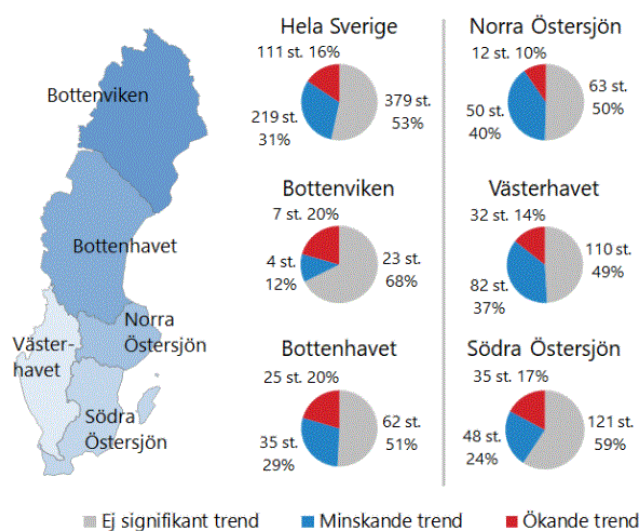 Bottenviken
Bottenhavet
Norra
Östersjön
Väster-
havet
Södra
Östersjön
Hela Sverige
111 st. 16%
379 st.
53%
219 st.
31%
Bottenviken
7 st. 20%
23 st.
68%
4 st.
12%
Bottenhavet
25 st. 20%
62 st.
51%
35 st.
29%
Norra Östersjön
12 st. 10%
63 st.
50%
50 st.
40%
Västerhavet
32 st. 14%
110 st.
49%
82 st.
37%
Södra Östersjön
35 st. 17%
121 st.
59%
48 st.
24%
Ej signifikant trend
Minskande trend
Ökande trend